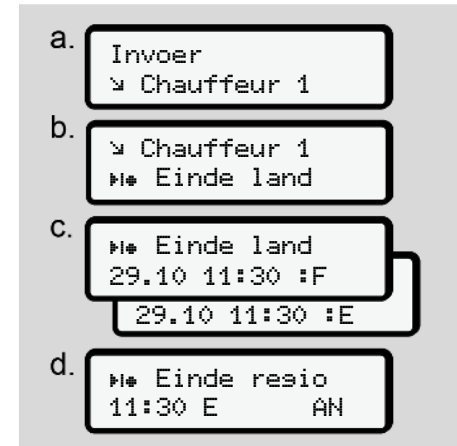 a.
Invoer
↘ Chauffeur 1
b.
↘ Chauffeur 1
Einde land
c.
Einde land
29.10 11:30 :F
29.10 11:30 :E
d.
Einde regio
11:30 E AN